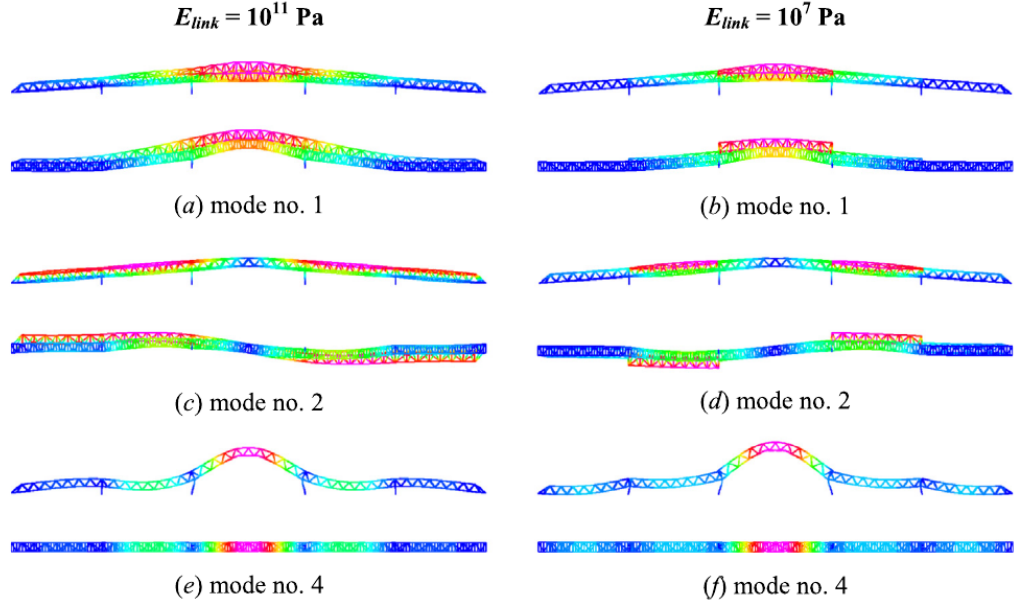 E_link = 10^11 Pa
E_link = 10^7 Pa
(a) mode no. 1
(b) mode no. 1
(c) mode no. 2
(d) mode no. 2
(e) mode no. 4
(f) mode no. 4